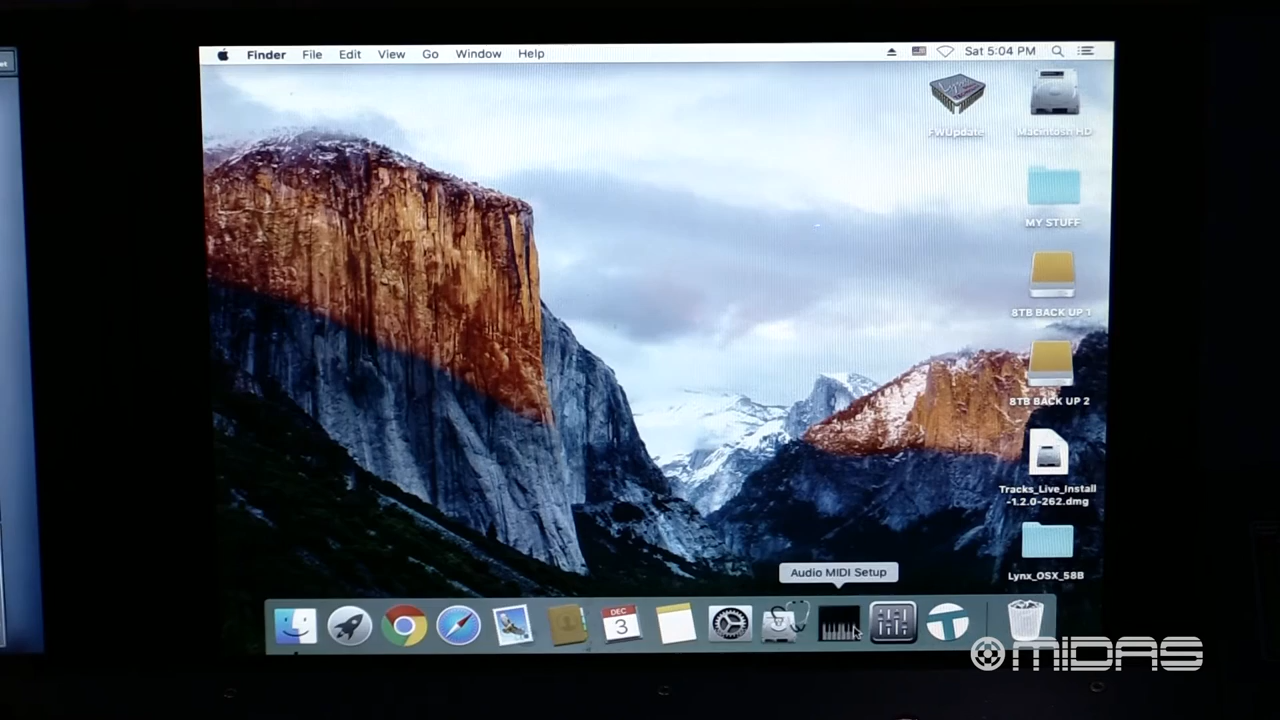 Finder File Edit View Go Window Help
Sat 5:04 PM
Lynx
FWUpdate
Macintosh HD
MY STUFF
8TB BACK UP 1
8TB BACK UP 2
Tracks_Live_Install
-1.2.0-262.dmg
Lynx_OSX_58B
Audio MIDI Setup
DEC
3
MIDAS